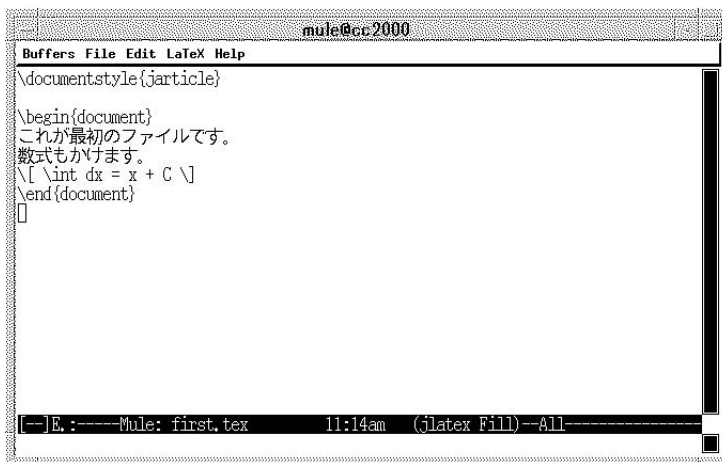 mule@cc2000
Buffers File Edit LaTeX Help
\documentstyle{jarticle}
\begin{document}
これが最初のファイルです。
数式もかけます。
\[ \int dx = x + C \]
\end{document}
[--]E.:-----Mule: first.tex 11:14am (jlatex Fill)--All----------------